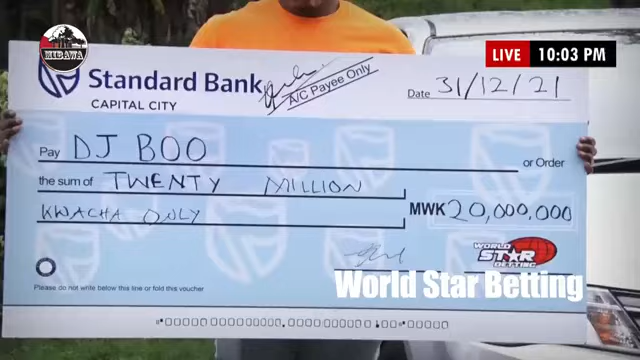 MIBAWA
LIVE 10:03 PM
Standard Bank
CAPITAL CITY
A/C Payee Only
Date 31/12/21
Pay DJ BOO or Order
the sum of TWENTY MILLION
KWACHA ONLY
MWK 20,000,000
WORLD
STAR
BETTING
World Star Betting
Please do not write below this line or fold this voucher